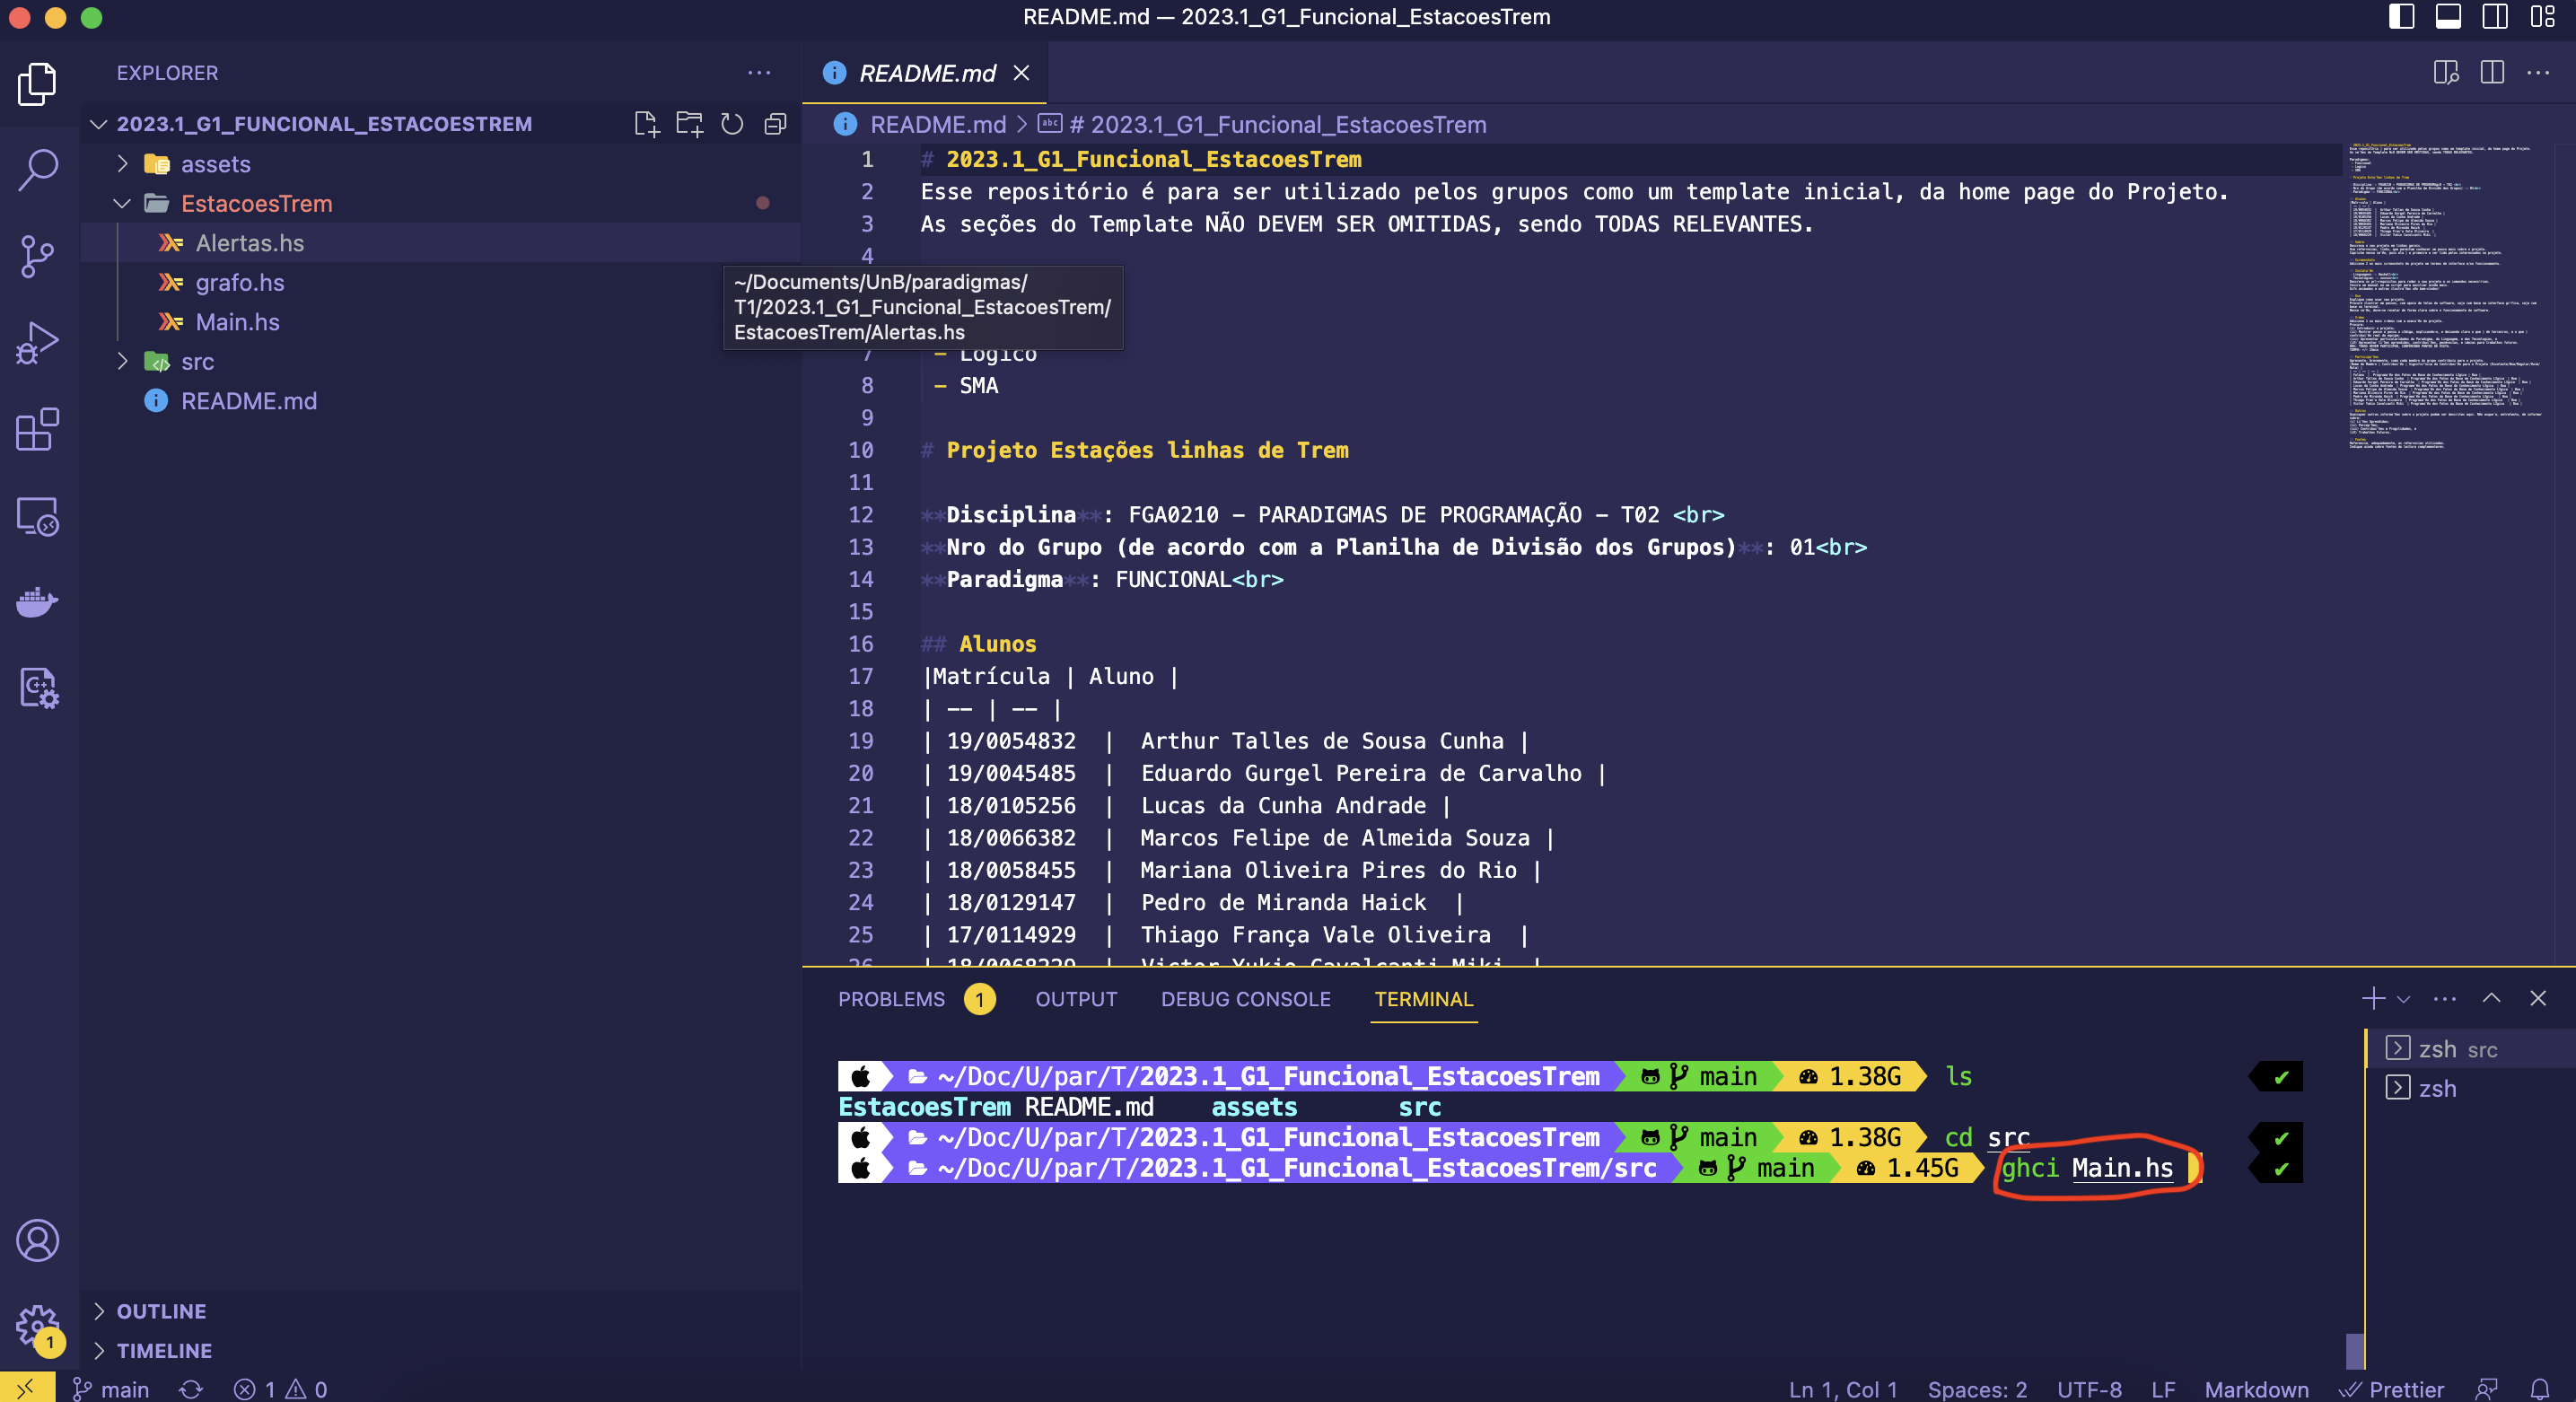 README.md — 2023.1_G1_Funcional_EstacoesTrem
EXPLORER
README.md
2023.1_G1_FUNCIONAL_ESTACOESTREM
assets
EstacoesTrem
Alertas.hs
grafo.hs
Main.hs
src
README.md
OUTLINE
TIMELINE
README.md > # 2023.1_G1_Funcional_EstacoesTrem
1 # 2023.1_G1_Funcional_EstacoesTrem
2 Esse repositório é para ser utilizado pelos grupos como um template inicial, da home page do Projeto.
3 As seções do Template NÃO DEVEM SER OMITIDAS, sendo TODAS RELEVANTES.
4
~/Documents/UnB/paradigmas/
T1/2023.1_G1_Funcional_EstacoesTrem/
EstacoesTrem/Alertas.hs
7 - Lógico
8 - SMA
9
10 # Projeto Estações linhas de Trem
11
12 **Disciplina**: FGA0210 - PARADIGMAS DE PROGRAMAÇÃO - T02 <br>
13 **Nro do Grupo (de acordo com a Planilha de Divisão dos Grupos)**: 01<br>
14 **Paradigma**: FUNCIONAL<br>
15
16 ## Alunos
17 |Matrícula | Aluno |
18 | -- | -- |
19 | 19/0054832 | Arthur Talles de Sousa Cunha |
20 | 19/0045485 | Eduardo Gurgel Pereira de Carvalho |
21 | 18/0105256 | Lucas da Cunha Andrade |
22 | 18/0066382 | Marcos Felipe de Almeida Souza |
23 | 18/0058455 | Mariana Oliveira Pires do Rio |
24 | 18/0129147 | Pedro de Miranda Haick |
25 | 17/0114929 | Thiago França Vale Oliveira |
26 | 18/0068229 | Victor Yukio Cavalcanti Miki |
PROBLEMS 1 OUTPUT DEBUG CONSOLE TERMINAL
~/Doc/U/par/T/2023.1_G1_Funcional_EstacoesTrem main 1.38G ls ✔
EstacoesTrem README.md assets src
~/Doc/U/par/T/2023.1_G1_Funcional_EstacoesTrem main 1.38G cd src ✔
~/Doc/U/par/T/2023.1_G1_Funcional_EstacoesTrem/src main 1.45G ghci Main.hs ✔
zsh src
zsh
1
main 1 0 Ln 1, Col 1 Spaces: 2 UTF-8 LF Markdown Prettier